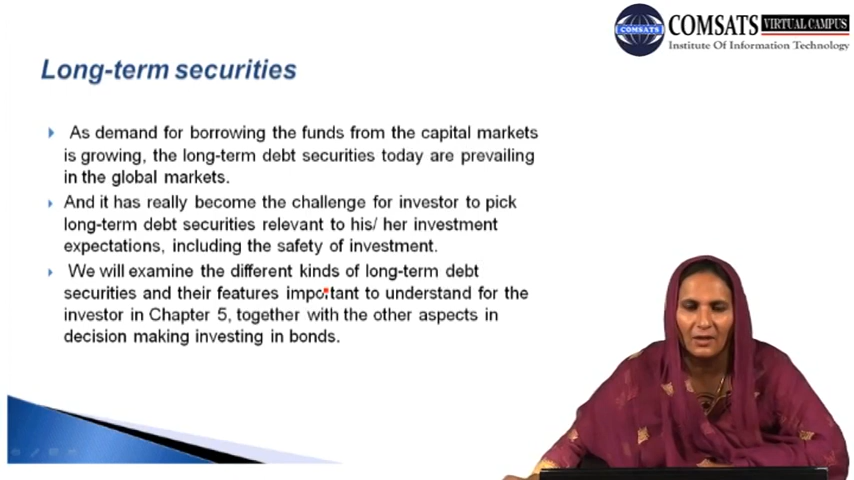 COMSATS VIRTUAL CAMPUS
COMSATS
Institute Of Information Technology
Long-term securities
As demand for borrowing the funds from the capital markets
is growing, the long-term debt securities today are prevailing
in the global markets.
And it has really become the challenge for investor to pick
long-term debt securities relevant to his/ her investment
expectations, including the safety of investment.
We will examine the different kinds of long-term debt
securities and their features important to understand for the
investor in Chapter 5, together with the other aspects in
decision making investing in bonds.